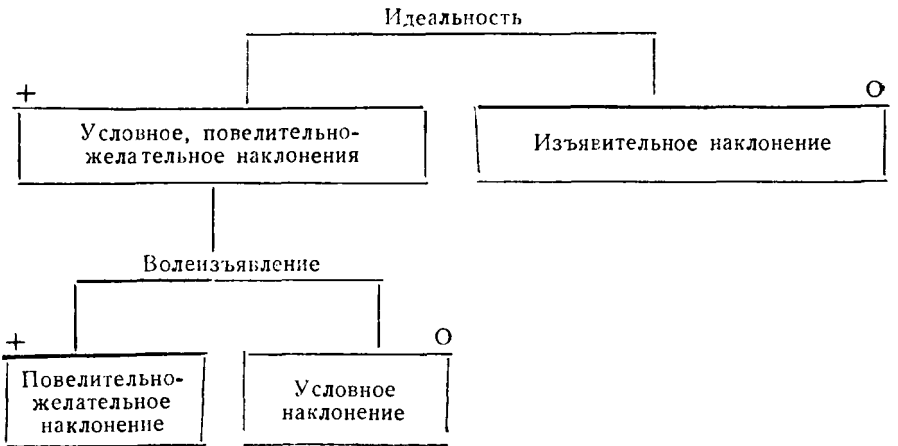 Идеальность
+
О
Условное, повелительно-
желательное наклонения
Изъявительное наклонение
Волеизъявление
+
О
Повелительно-
желательное
наклонение
Условное
наклонение